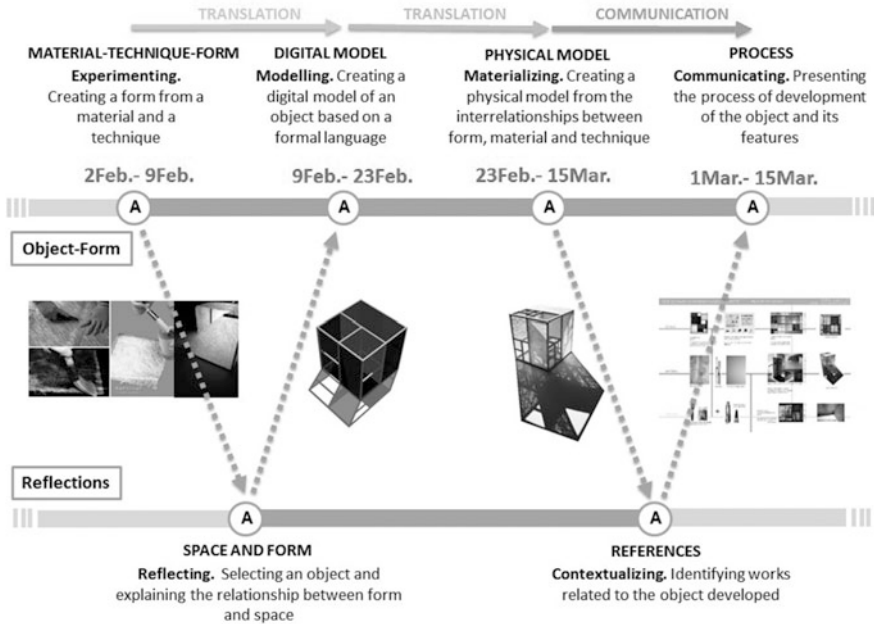 TRANSLATION
TRANSLATION
COMMUNICATION
MATERIAL-TECHNIQUE-FORM
Experimenting.
Creating a form from a
material and a
technique
DIGITAL MODEL
Modelling. Creating a
digital model of an
object based on a
formal language
PHYSICAL MODEL
Materializing. Creating a
physical model from the
interrelationships between
form, material and technique
PROCESS
Communicating. Presenting
the process of development
of the object and its
features
2Feb.- 9Feb.
9Feb.- 23Feb.
23Feb.- 15Mar.
1Mar.- 15Mar.
A
A
A
A
Object-Form
Reflections
A
A
SPACE AND FORM
Reflecting. Selecting an object and
explaining the relationship between form
and space
REFERENCES
Contextualizing. Identifying works
related to the object developed